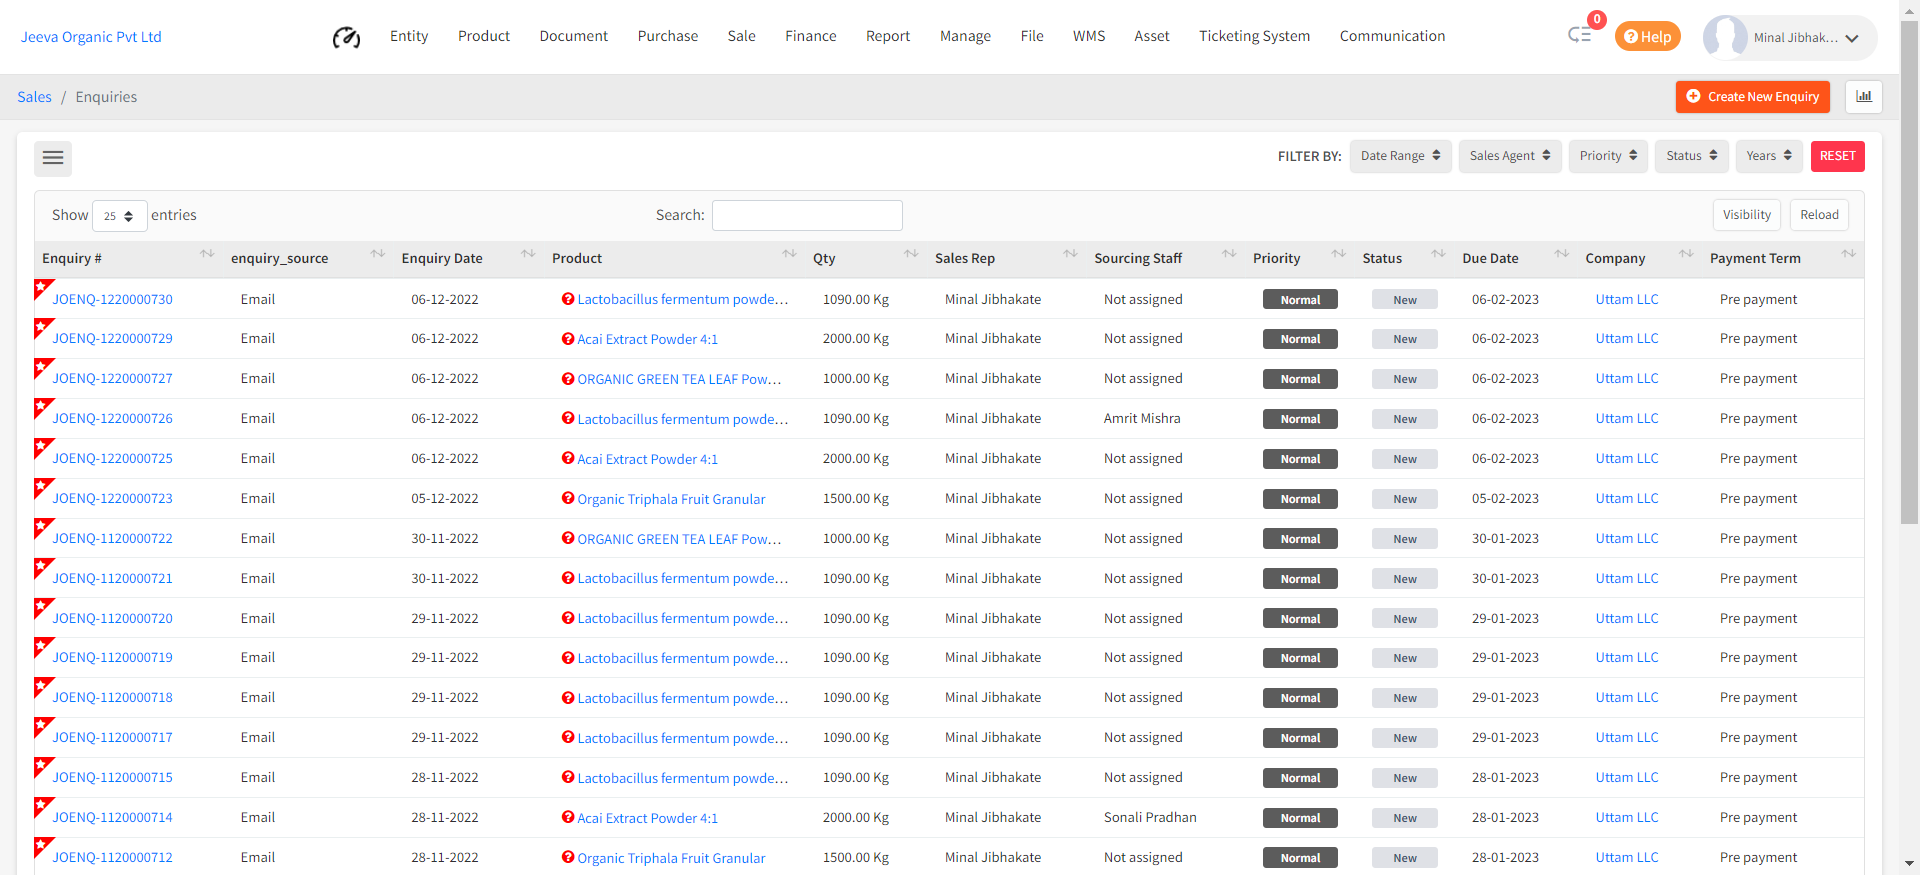 Jeeva Organic Pvt Ltd Entity Product Document Purchase Sale Finance Report Manage File WMS Asset Ticketing System Communication 0 Help Minal Jibhak...
Sales / Enquiries Create New Enquiry
FILTER BY: Date Range Sales Agent Priority Status Years RESET
Show 25 entries Search: Visibility Reload
Enquiry # enquiry_source Enquiry Date Product Qty Sales Rep Sourcing Staff Priority Status Due Date Company Payment Term
JOENQ-1220000730 Email 06-12-2022 Lactobacillus fermentum powde... 1090.00 Kg Minal Jibhakate Not assigned Normal New 06-02-2023 Uttam LLC Pre payment
JOENQ-1220000729 Email 06-12-2022 Acai Extract Powder 4:1 2000.00 Kg Minal Jibhakate Not assigned Normal New 06-02-2023 Uttam LLC Pre payment
JOENQ-1220000727 Email 06-12-2022 ORGANIC GREEN TEA LEAF Pow... 1000.00 Kg Minal Jibhakate Not assigned Normal New 06-02-2023 Uttam LLC Pre payment
JOENQ-1220000726 Email 06-12-2022 Lactobacillus fermentum powde... 1090.00 Kg Minal Jibhakate Amrit Mishra Normal New 06-02-2023 Uttam LLC Pre payment
JOENQ-1220000725 Email 06-12-2022 Acai Extract Powder 4:1 2000.00 Kg Minal Jibhakate Not assigned Normal New 06-02-2023 Uttam LLC Pre payment
JOENQ-1220000723 Email 05-12-2022 Organic Triphala Fruit Granular 1500.00 Kg Minal Jibhakate Not assigned Normal New 05-02-2023 Uttam LLC Pre payment
JOENQ-1120000722 Email 30-11-2022 ORGANIC GREEN TEA LEAF Pow... 1000.00 Kg Minal Jibhakate Not assigned Normal New 30-01-2023 Uttam LLC Pre payment
JOENQ-1120000721 Email 30-11-2022 Lactobacillus fermentum powde... 1090.00 Kg Minal Jibhakate Not assigned Normal New 30-01-2023 Uttam LLC Pre payment
JOENQ-1120000720 Email 29-11-2022 Lactobacillus fermentum powde... 1090.00 Kg Minal Jibhakate Not assigned Normal New 29-01-2023 Uttam LLC Pre payment
JOENQ-1120000719 Email 29-11-2022 Lactobacillus fermentum powde... 1090.00 Kg Minal Jibhakate Not assigned Normal New 29-01-2023 Uttam LLC Pre payment
JOENQ-1120000718 Email 29-11-2022 Lactobacillus fermentum powde... 1090.00 Kg Minal Jibhakate Not assigned Normal New 29-01-2023 Uttam LLC Pre payment
JOENQ-1120000717 Email 29-11-2022 Lactobacillus fermentum powde... 1090.00 Kg Minal Jibhakate Not assigned Normal New 29-01-2023 Uttam LLC Pre payment
JOENQ-1120000715 Email 28-11-2022 Lactobacillus fermentum powde... 1090.00 Kg Minal Jibhakate Not assigned Normal New 28-01-2023 Uttam LLC Pre payment
JOENQ-1120000714 Email 28-11-2022 Acai Extract Powder 4:1 2000.00 Kg Minal Jibhakate Sonali Pradhan Normal New 28-01-2023 Uttam LLC Pre payment
JOENQ-1120000712 Email 28-11-2022 Organic Triphala Fruit Granular 1500.00 Kg Minal Jibhakate Not assigned Normal New 28-01-2023 Uttam LLC Pre payment